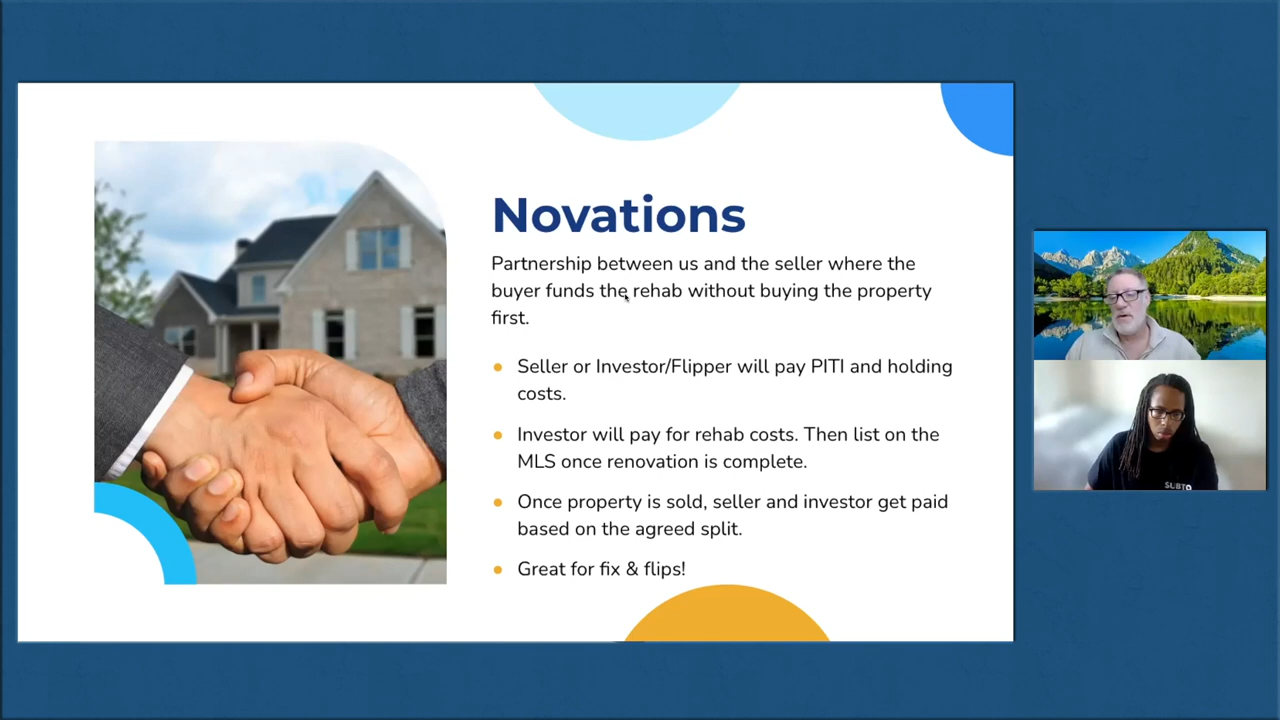 Novations
Partnership between us and the seller where the
buyer funds the rehab without buying the property
first.
• Seller or Investor/Flipper will pay PITI and holding
costs.
• Investor will pay for rehab costs. Then list on the
MLS once renovation is complete.
• Once property is sold, seller and investor get paid
based on the agreed split.
• Great for fix & flips!
SUBTO